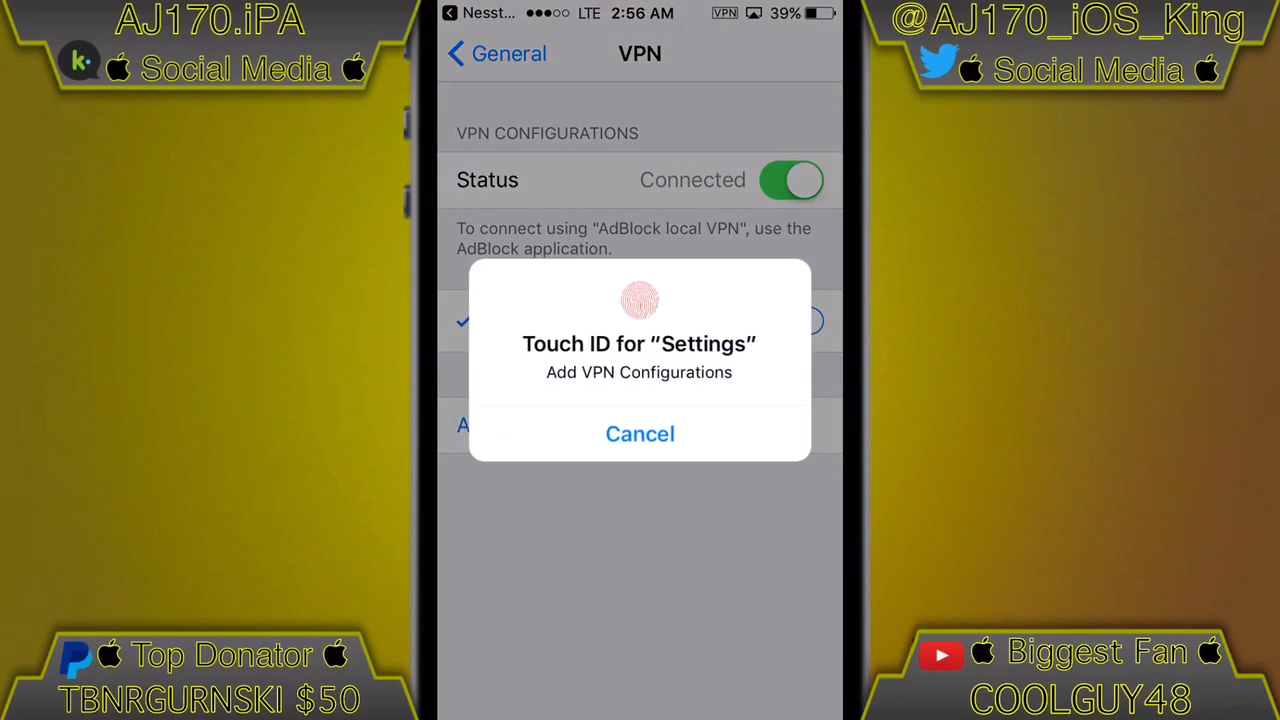 AJ170.iPA
k.
Social Media
@AJ170_iOS_King
Social Media
Nesst... LTE 2:56 AM VPN 39%
General VPN
VPN CONFIGURATIONS
Status Connected
To connect using "AdBlock local VPN", use the
AdBlock application.
Touch ID for “Settings”
Add VPN Configurations
A
Cancel
Top Donator
TBNRGURNSKI $50
Biggest Fan
COOLGUY48